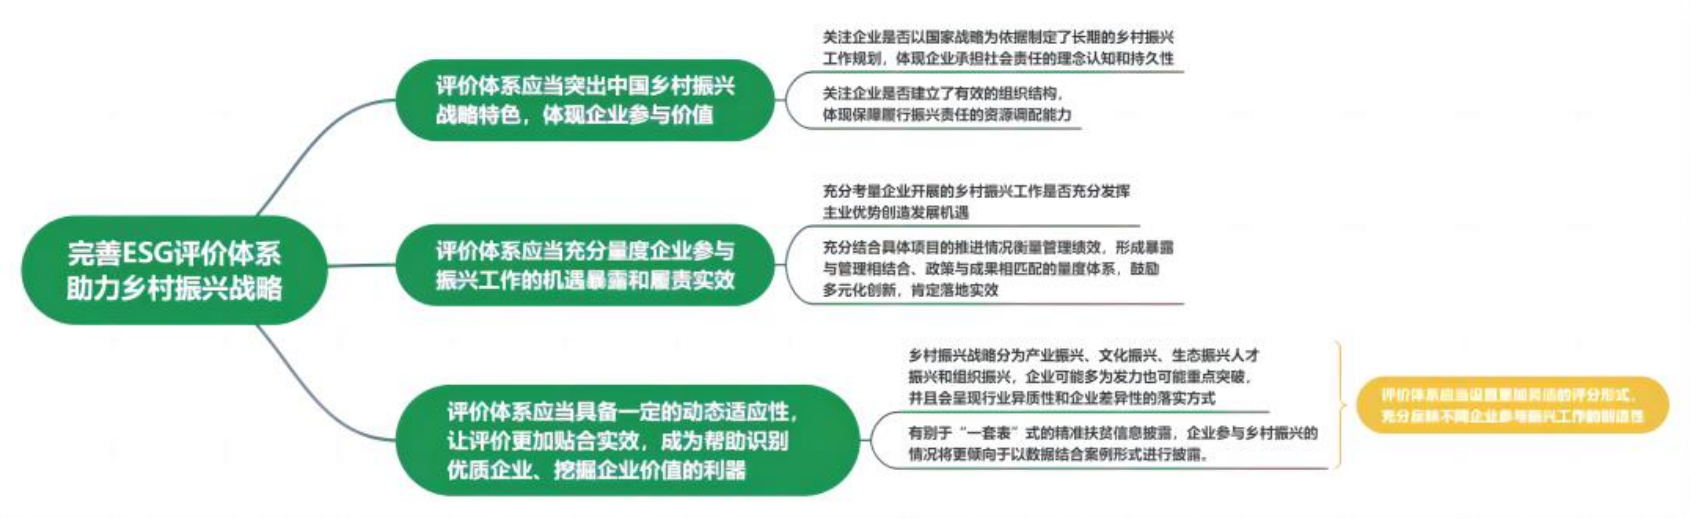 完善ESG评价体系
助力乡村振兴战略
评价体系应当突出中国乡村振兴
战略特色，体现企业参与价值
关注企业是否以国家战略为依据制定了长期的乡村振兴
工作规划，体现企业承担社会责任的理念认知和持久性
关注企业是否建立了有效的组织结构，
体现保障履行振兴责任的资源调配能力
评价体系应当充分量度企业参与
振兴工作的机遇暴露和履责实效
充分考量企业开展的乡村振兴工作是否充分发挥
主业优势创造发展机遇
充分结合具体项目的推进情况衡量管理绩效，形成暴露
与管理相结合、政策与成果相匹配的量度体系，鼓励
多元化创新，肯定落地实效
评价体系应当具备一定的动态适应性，
让评价更加贴合实效，成为帮助识别
优质企业、挖掘企业价值的利器
乡村振兴战略分为产业振兴、文化振兴、生态振兴人才
振兴和组织振兴，企业可能多为发力也可能重点突破，
并且会呈现行业异质性和企业差异性的落实方式
有别于“一套表”式的精准扶贫信息披露，企业参与乡村振兴的
情况将更倾向于以数据结合案例形式进行披露。
评价体系应当设置更加灵活的评分形式，
充分反映不同企业参与振兴工作的创造性